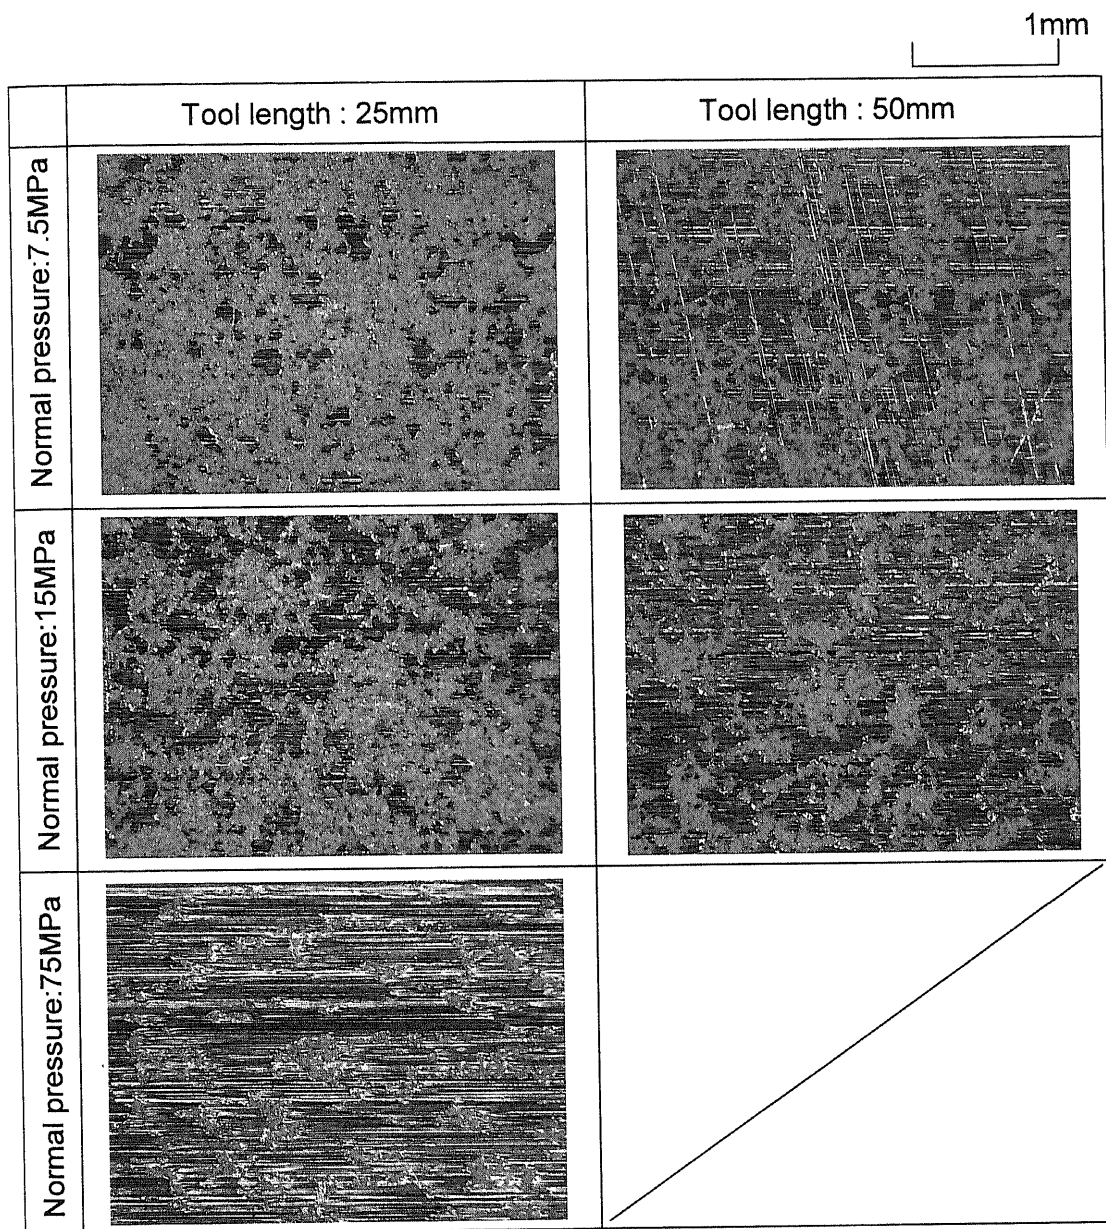 1mm
Tool length : 25mm
Tool length : 50mm
Normal pressure:7.5MPa
Normal pressure:15MPa
Normal pressure:75MPa